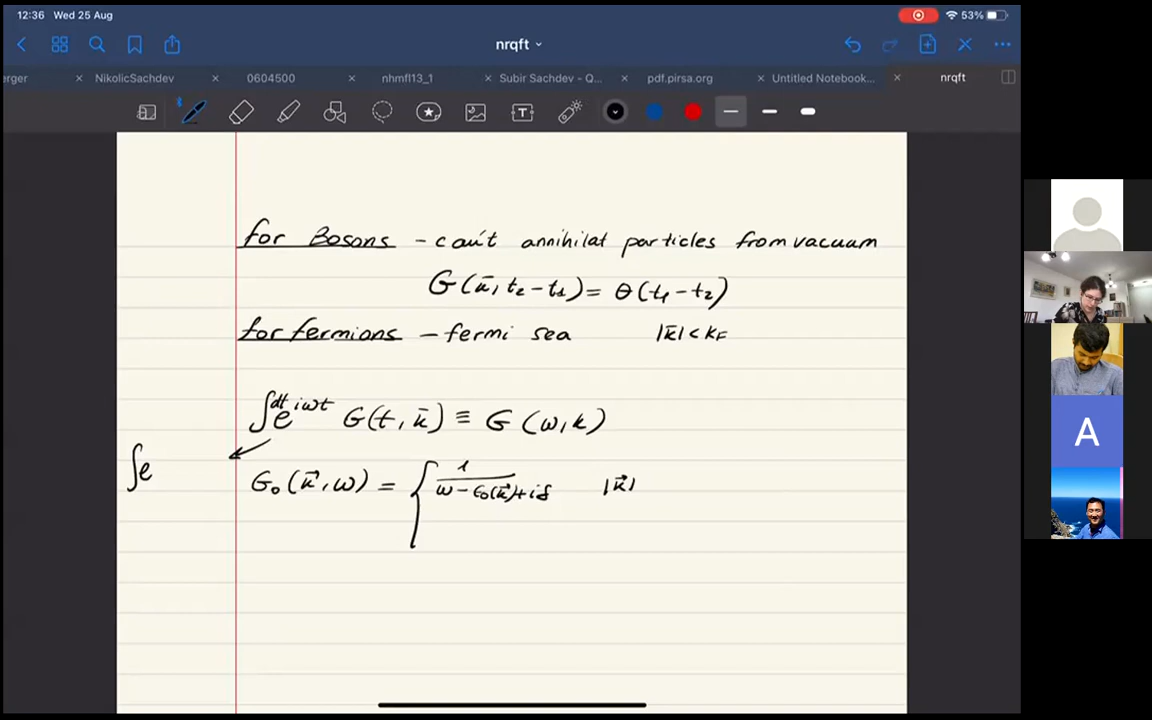 12:36 Wed 25 Aug
53%
nrqft
erger
NikolicSachdev
0604500
nhmfl13_1
Subir Sachdev - Q...
pdf.pirsa.org
Untitled Notebook...
nrqft
for Bosons - can't annihilat particles from vacuum
G(k̄, t₂-t₁) = θ(t₁-t₂)
for fermions - fermi sea |k̄| < k_F
∫dt e^{iωt} G(t, k̄) ≡ G(ω, k)
∫e
G₀(k⃗, ω) = { 1/(ω - ϵ₀(k⃗) + iδ) |k⃗|
A